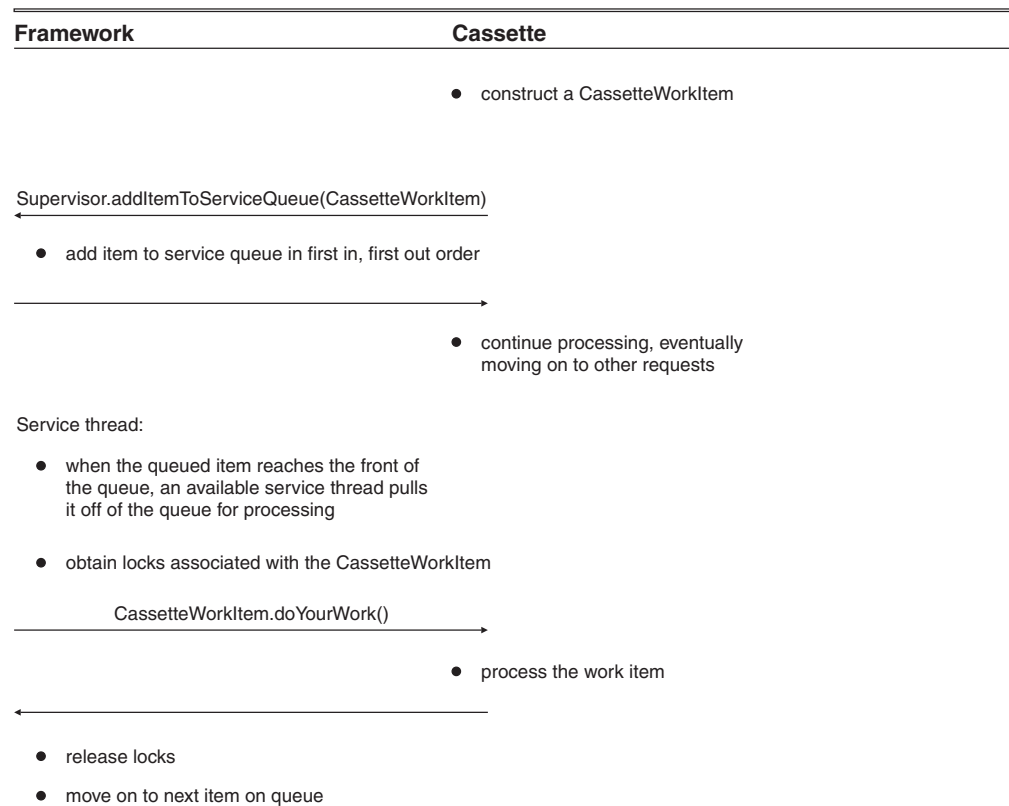 Framework Cassette
● construct a CassetteWorkItem
Supervisor.addItemToServiceQueue(CassetteWorkItem)
● add item to service queue in first in, first out order
● continue processing, eventually
moving on to other requests
Service thread:
● when the queued item reaches the front of
the queue, an available service thread pulls
it off of the queue for processing
● obtain locks associated with the CassetteWorkItem
CassetteWorkItem.doYourWork()
● process the work item
● release locks
● move on to next item on queue